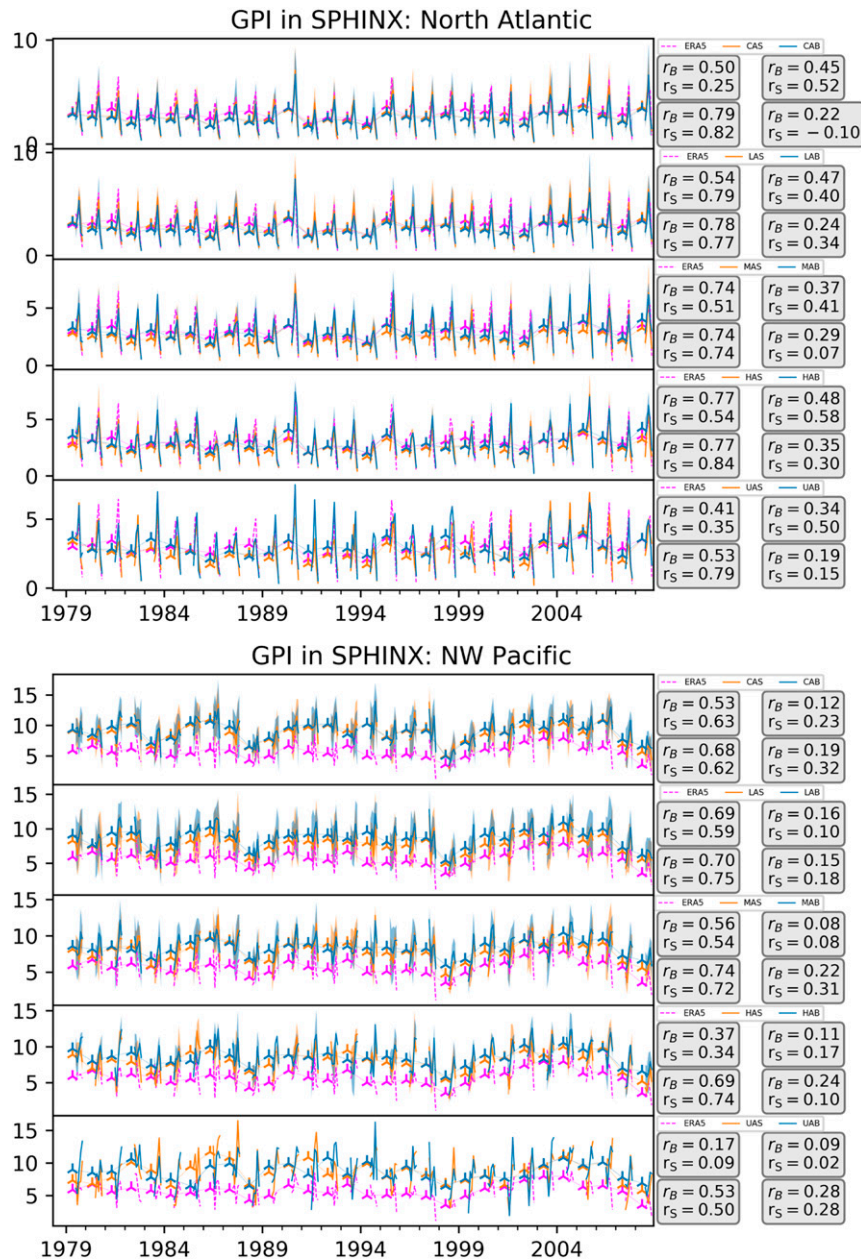 GPI in SPHINX: North Atlantic
10
0
ERA5 CAS CAB
r_B = 0.50 r_B = 0.45
r_S = 0.25 r_S = 0.52
r_B = 0.79 r_B = 0.22
r_S = 0.82 r_S = − 0.10
10
0
ERA5 LAS LAB
r_B = 0.54 r_B = 0.47
r_S = 0.79 r_S = 0.40
r_B = 0.78 r_B = 0.24
r_S = 0.77 r_S = 0.34
5
0
ERA5 MAS MAB
r_B = 0.74 r_B = 0.37
r_S = 0.51 r_S = 0.41
r_B = 0.74 r_B = 0.29
r_S = 0.74 r_S = 0.07
5
0
ERA5 HAS HAB
r_B = 0.77 r_B = 0.48
r_S = 0.54 r_S = 0.58
r_B = 0.77 r_B = 0.35
r_S = 0.84 r_S = 0.30
5
0
ERA5 UAS UAB
r_B = 0.41 r_B = 0.34
r_S = 0.35 r_S = 0.50
r_B = 0.53 r_B = 0.19
r_S = 0.79 r_S = 0.15
1979 1984 1989 1994 1999 2004
GPI in SPHINX: NW Pacific
15
10
5
ERA5 CAS CAB
r_B = 0.53 r_B = 0.12
r_S = 0.63 r_S = 0.23
r_B = 0.68 r_B = 0.19
r_S = 0.62 r_S = 0.32
15
10
5
ERA5 LAS LAB
r_B = 0.69 r_B = 0.16
r_S = 0.59 r_S = 0.10
r_B = 0.70 r_B = 0.15
r_S = 0.75 r_S = 0.18
15
10
5
ERA5 MAS MAB
r_B = 0.56 r_B = 0.08
r_S = 0.54 r_S = 0.08
r_B = 0.74 r_B = 0.22
r_S = 0.72 r_S = 0.31
15
10
5
ERA5 HAS HAB
r_B = 0.37 r_B = 0.11
r_S = 0.34 r_S = 0.17
r_B = 0.69 r_B = 0.24
r_S = 0.74 r_S = 0.10
15
10
5
ERA5 UAS UAB
r_B = 0.17 r_B = 0.09
r_S = 0.09 r_S = 0.02
r_B = 0.53 r_B = 0.28
r_S = 0.50 r_S = 0.28
1979 1984 1989 1994 1999 2004